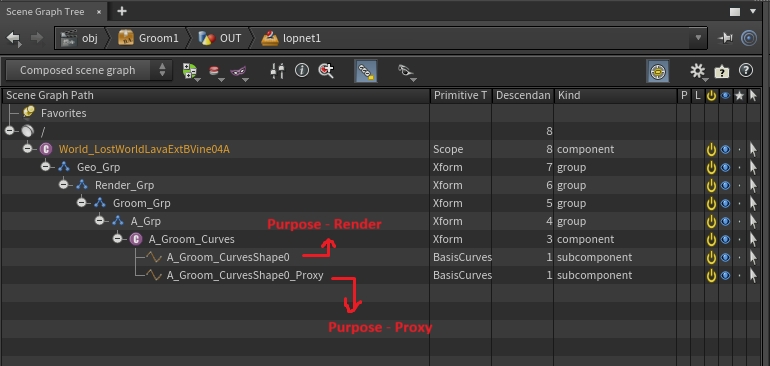 Scene Graph Tree × +
obj Groom1 OUT lopnet1
Composed scene graph
Scene Graph Path Primitive T Descendan Kind P L
Favorites
/ 8
World_LostWorldLavaExtBVine04A Scope 8 component
Geo_Grp Xform 7 group
Render_Grp Xform 6 group
Groom_Grp Xform 5 group
A_Grp Xform 4 group
Purpose - Render
A_Groom_Curves Xform 3 component
A_Groom_CurvesShape0 BasisCurves 1 subcomponent
A_Groom_CurvesShape0_Proxy BasisCurves 1 subcomponent
Purpose - Proxy